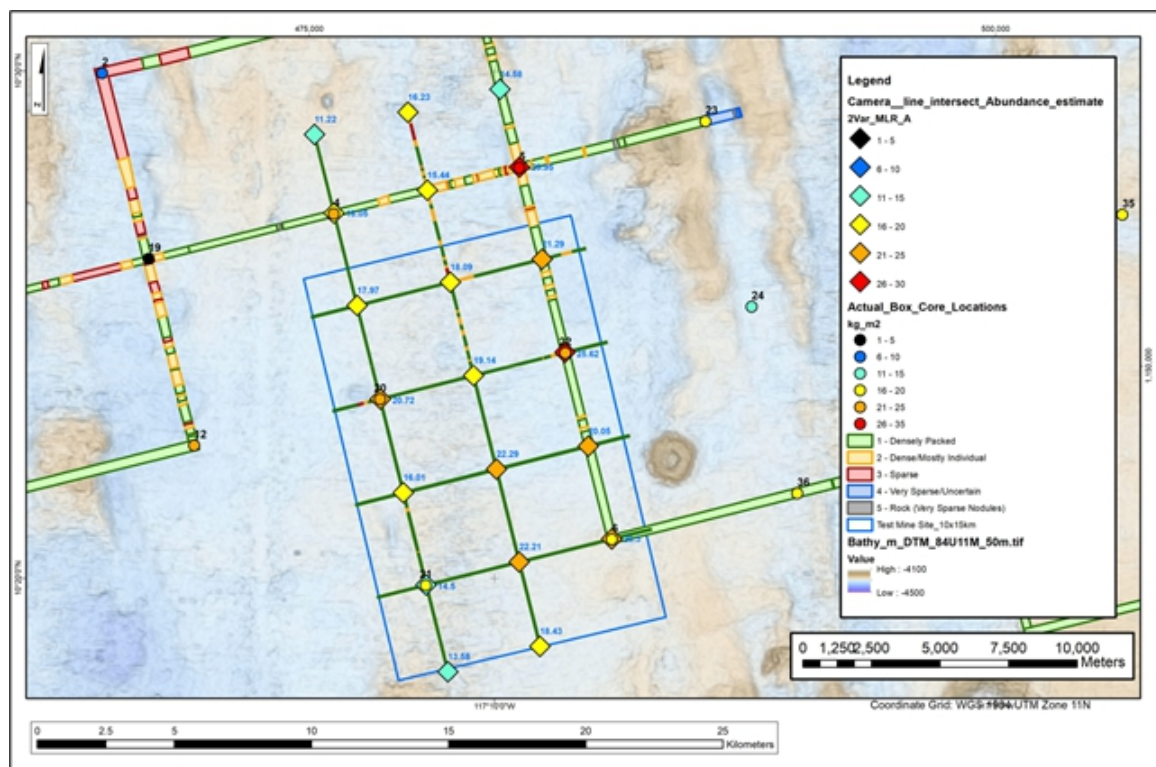 475,000
500,000
10°30'0"N
N
2
14.58
16.23
11.22
23
5
15.44
4
35
19
21.29
18.09
17.97
24
1,150,000
25.62
19.14
20.72
12
20.05
22.29
36
16.01
6
22.21
14.5
10°20'0"N
18.43
13.58
117°10'0"W
Legend
Camera__line_intersect_Abundance_estimate
2Var_MLR_A
1 - 5
6 - 10
11 - 15
16 - 20
21 - 25
26 - 30
Actual_Box_Core_Locations
kg_m2
1 - 5
6 - 10
11 - 15
16 - 20
21 - 25
26 - 35
1 - Densely Packed
2 - Dense/Mostly Individual
3 - Sparse
4 - Very Sparse/Uncertain
5 - Rock (Very Sparse Nodules)
Test Mine Site_10x15km
Bathy_m_DTM_84U11M_50m.tif
Value
High : -4100
Low : -4500
0 1,250 2,500 5,000 7,500 10,000
Meters
Coordinate Grid: WGS 1984 UTM Zone 11N
0 2.5 5 10 15 20 25
Kilometers